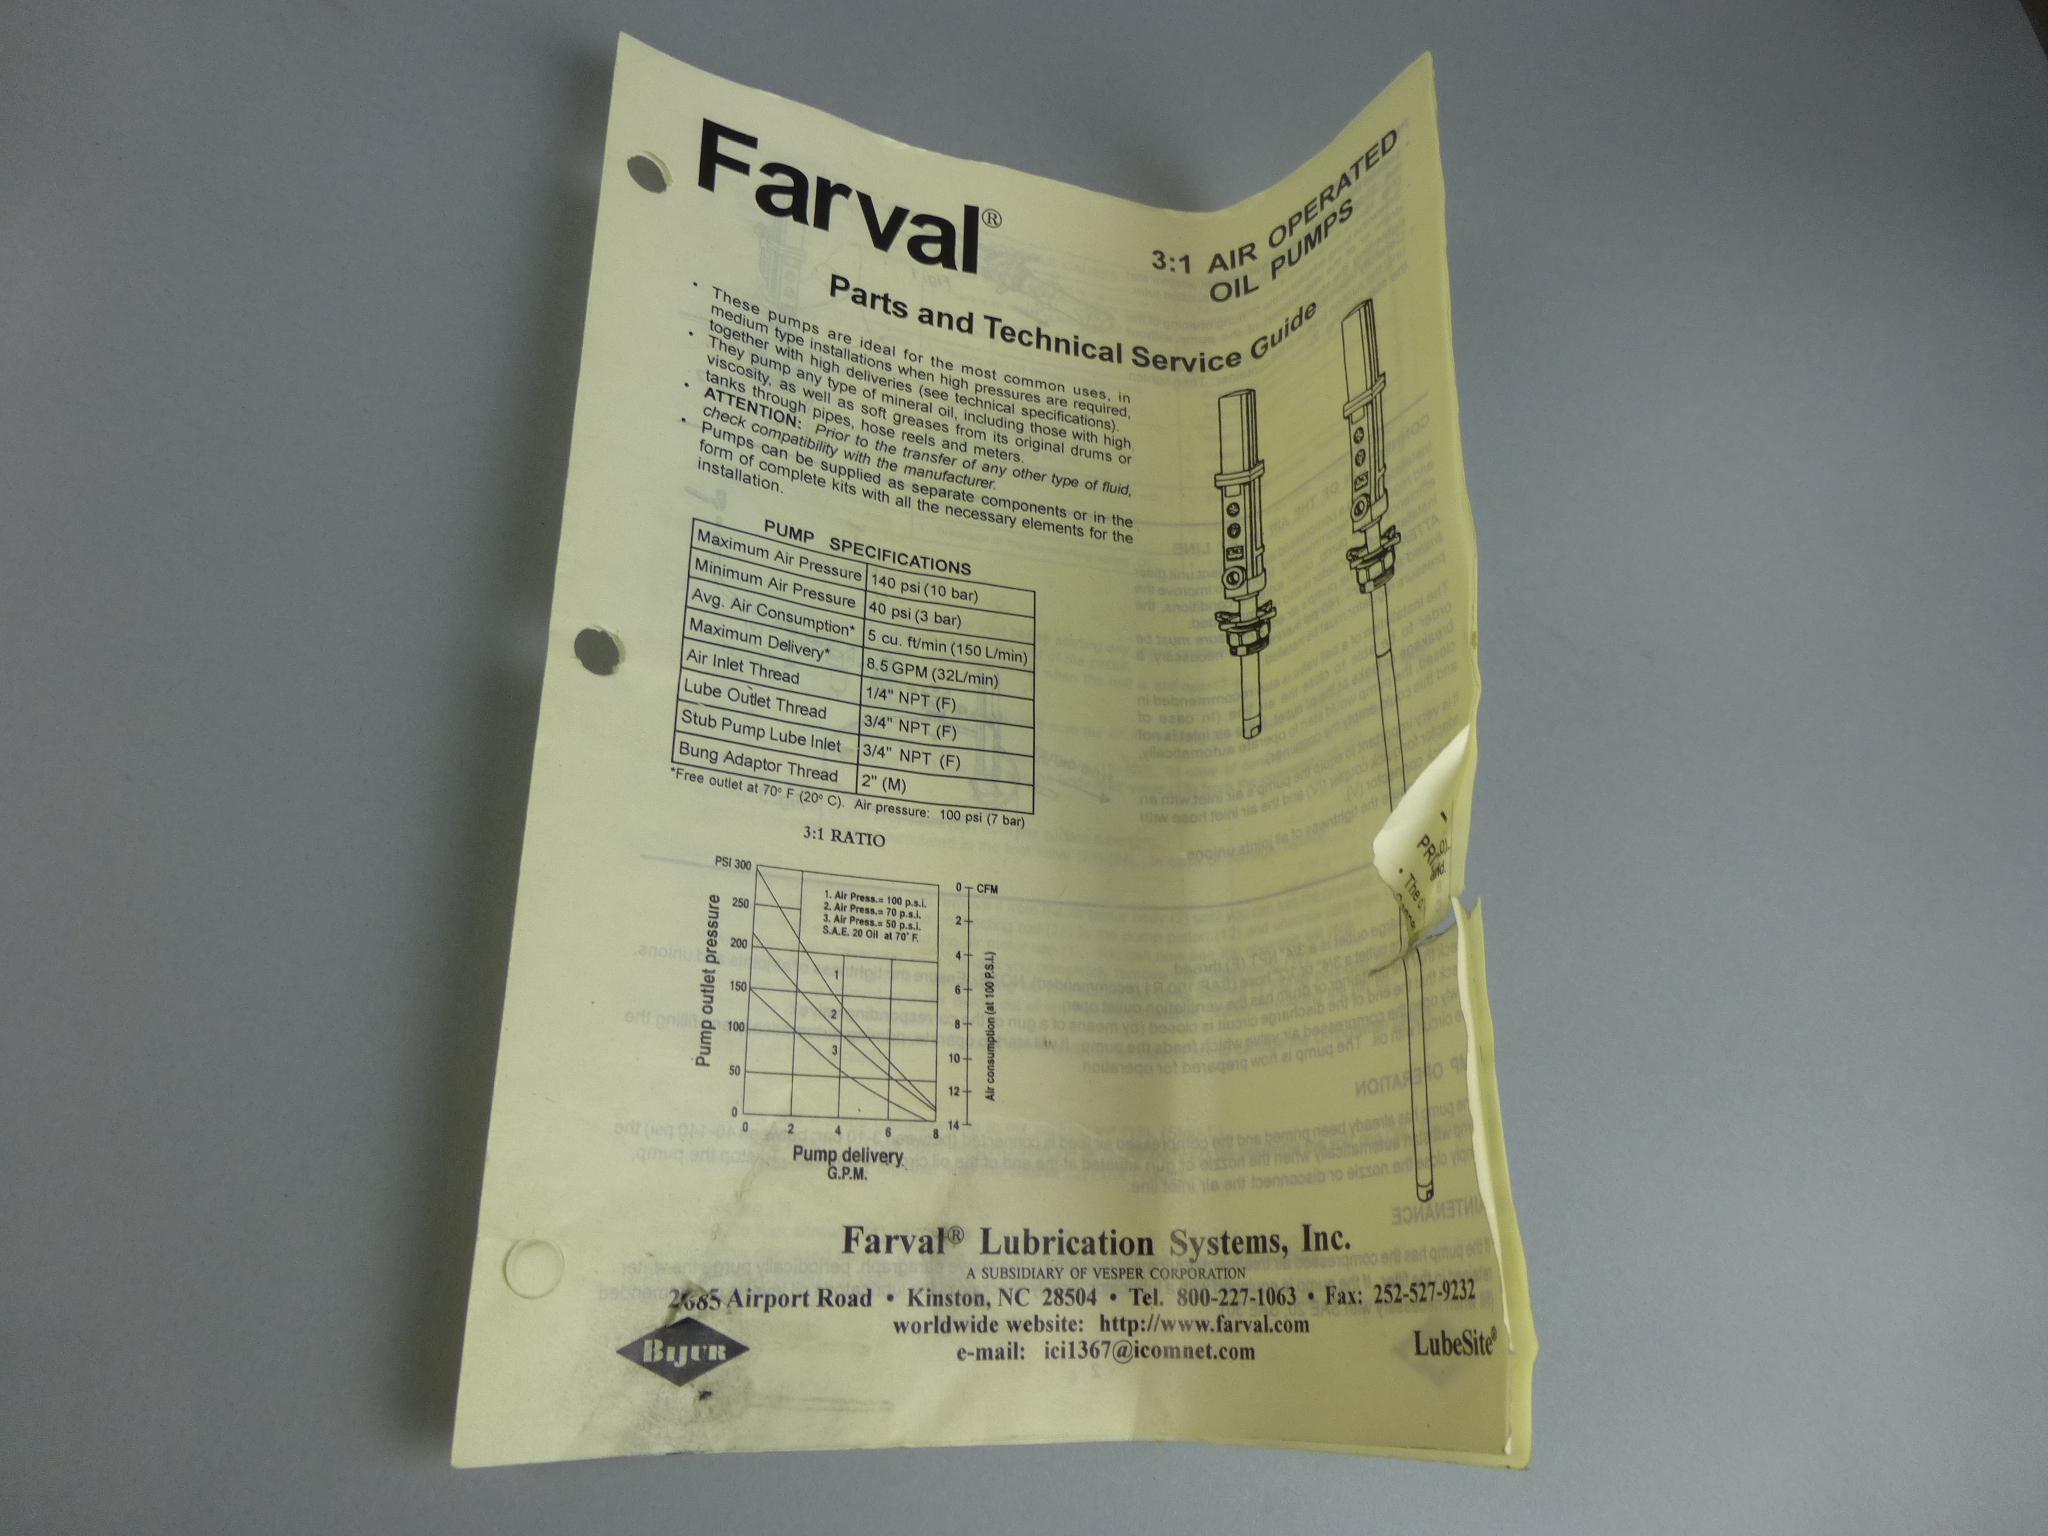 Farval®
3:1 AIR OPERATED
OIL PUMPS
Parts and Technical Service Guide
• These pumps are ideal for the most common uses, in
medium type installations when high pressures are required,
together with high deliveries (see technical specifications).
• They pump any type of mineral oil, including those with high
viscosity, as well as soft greases from its original drums or
tanks through pipes, hose reels and meters.
• ATTENTION: Prior to the transfer of any other type of fluid,
check compatibility with the manufacturer.
• Pumps can be supplied as separate components or in the
form of complete kits with all the necessary elements for the
installation.
PUMP SPECIFICATIONS
Maximum Air Pressure 140 psi (10 bar)
Minimum Air Pressure 40 psi (3 bar)
Avg. Air Consumption* 5 cu. ft/min (150 L/min)
Maximum Delivery* 8.5 GPM (32L/min)
Air Inlet Thread 1/4" NPT (F)
Lube Outlet Thread 3/4" NPT (F)
Stub Pump Lube Inlet 3/4" NPT (F)
Bung Adaptor Thread 2" (M)
*Free outlet at 70° F (20° C). Air pressure: 100 psi (7 bar)
3:1 RATIO
PSI 300
250
200
150
100
50
0
Pump outlet pressure
1. Air Press.= 100 p.s.i.
2. Air Press.= 70 p.s.i.
3. Air Press.= 50 p.s.i.
S.A.E. 20 Oil at 70° F.
1
2
3
0 CFM
2
4
6
8
10
12
14
Air consumption (at 100 P.S.I.)
0 2 4 6 8
Pump delivery
G.P.M.
Farval® Lubrication Systems, Inc.
A SUBSIDIARY OF VESPER CORPORATION
2685 Airport Road • Kinston, NC 28504 • Tel. 800-227-1063 • Fax: 252-527-9232
worldwide website: http://www.farval.com
e-mail: ici1367@icomnet.com
BIJUR
LubeSite®